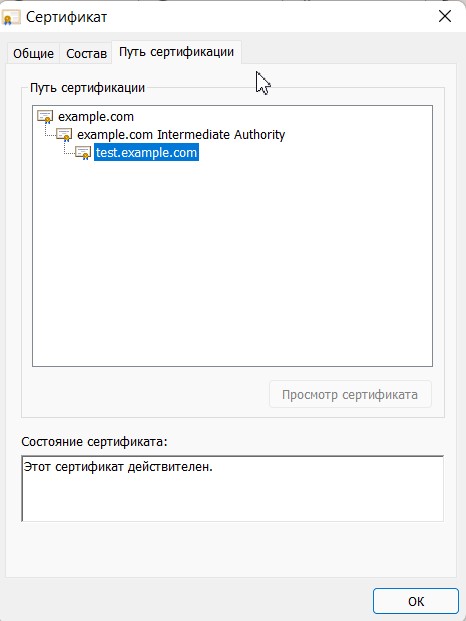 Сертификат
Общие Состав Путь сертификации
Путь сертификации
example.com
example.com Intermediate Authority
test.example.com
Просмотр сертификата
Состояние сертификата:
Этот сертификат действителен.
ОК